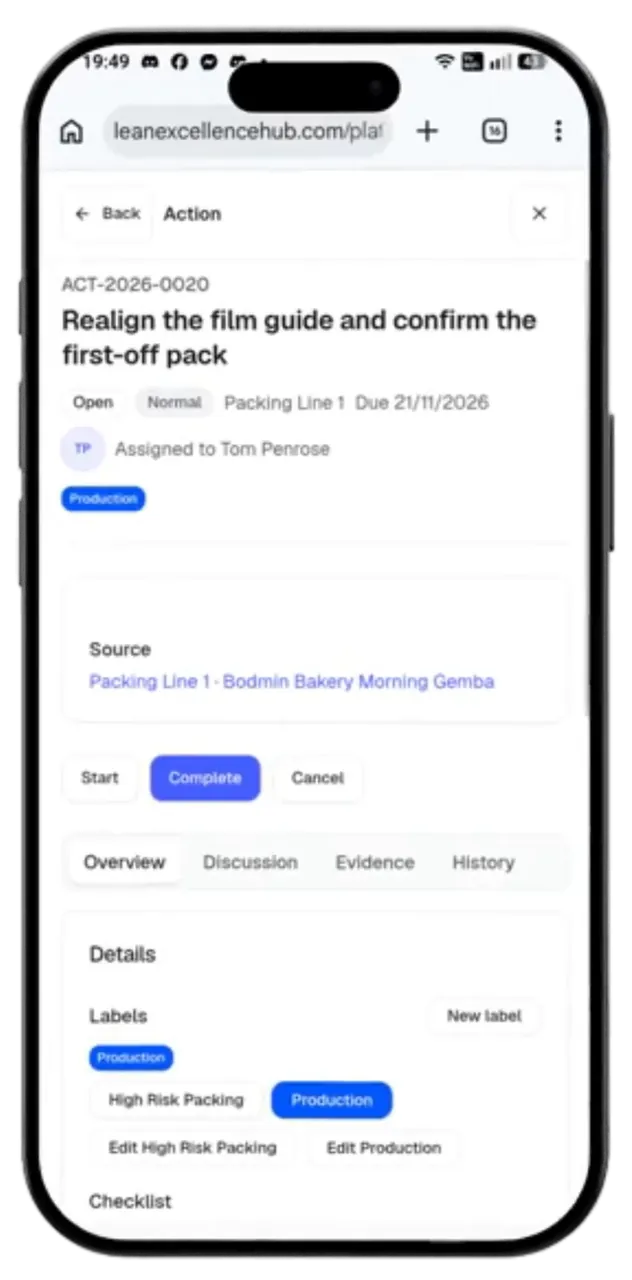 19:49
leanexcellencehub.com/plat
16
← Back Action ×
ACT-2026-0020
Realign the film guide and confirm the
first-off pack
Open Normal Packing Line 1 Due 21/11/2026
TP Assigned to Tom Penrose
Production
Source
Packing Line 1 · Bodmin Bakery Morning Gemba
Start Complete Cancel
Overview Discussion Evidence History
Details
Labels New label
Production
High Risk Packing Production
Edit High Risk Packing Edit Production
Checklist